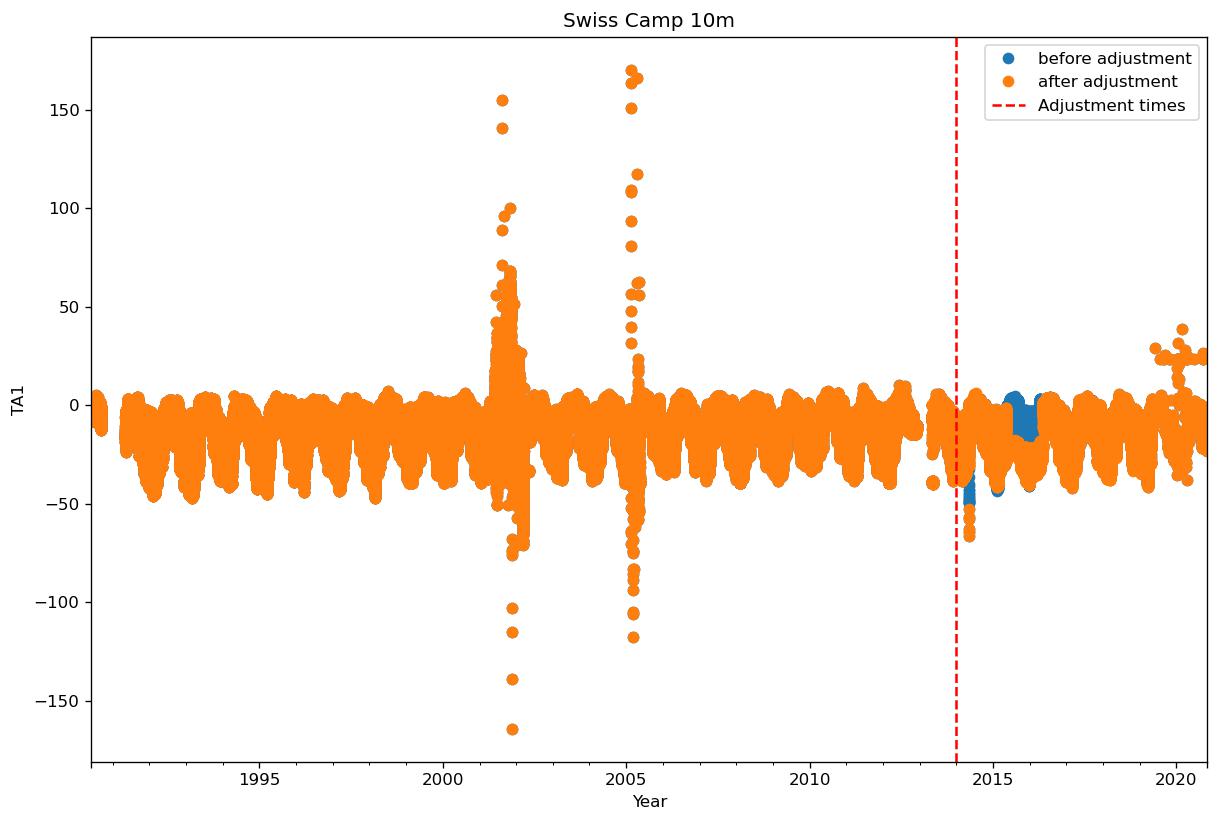 Swiss Camp 10m
before adjustment
after adjustment
Adjustment times
TA1
150
100
50
0
−50
−100
−150
1995
2000
2005
2010
2015
2020
Year